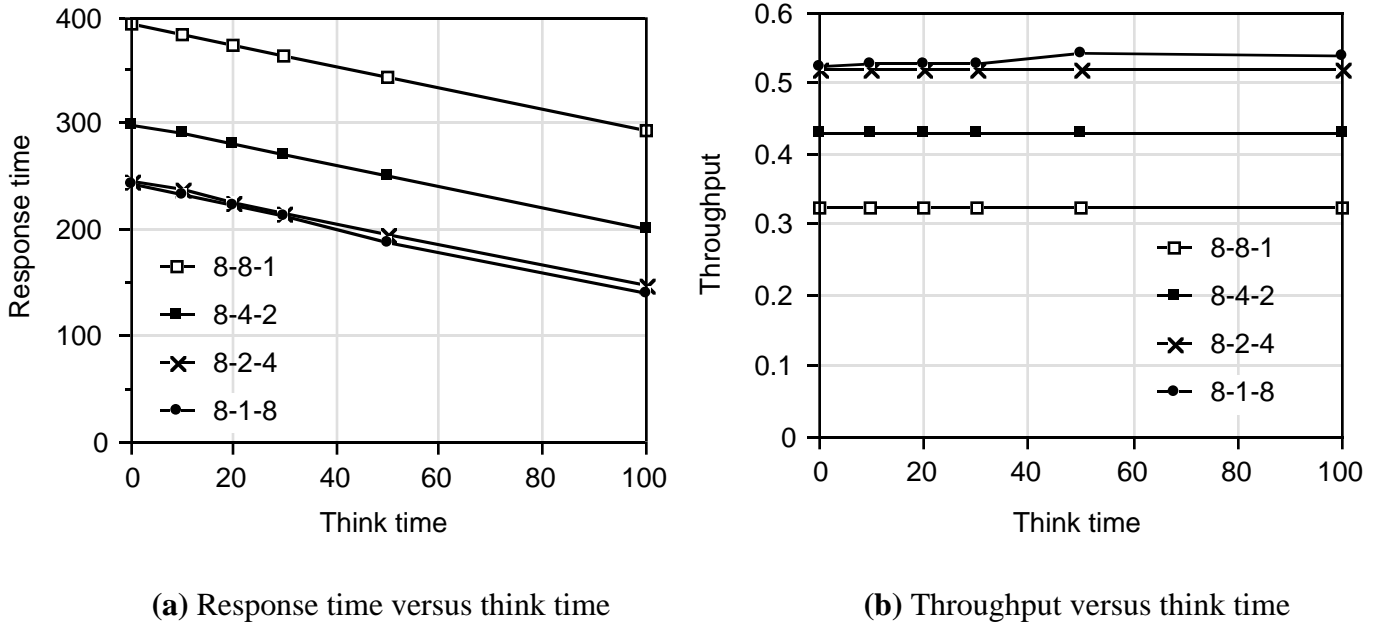 400
300
200
100
0
Response time
8-8-1
8-4-2
8-2-4
8-1-8
0 20 40 60 80 100
Think time
(a) Response time versus think time
0.6
0.5
0.4
0.3
0.2
0.1
0
Throughput
8-8-1
8-4-2
8-2-4
8-1-8
0 20 40 60 80 100
Think time
(b) Throughput versus think time